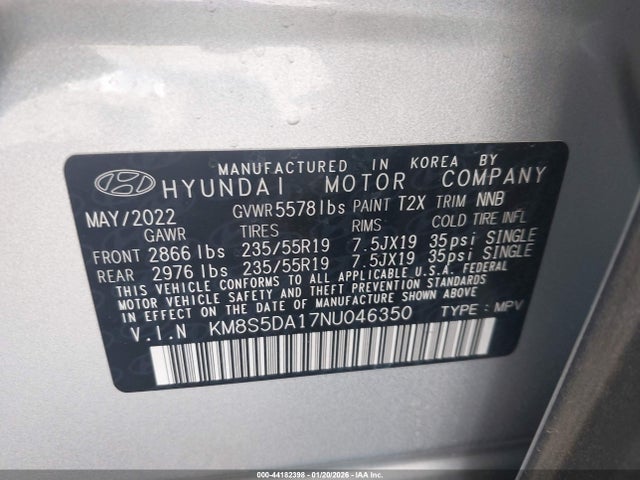 MANUFACTURED IN KOREA BY
HYUNDAI MOTOR COMPANY
MAY/2022 GVWR 5578lbs PAINT T2X TRIM NNB
GAWR TIRES RIMS COLD TIRE INFL
FRONT 2866 lbs 235/55R19 7.5JX19 35psi SINGLE
REAR 2976 lbs 235/55R19 7.5JX19 35psi SINGLE
THIS VEHICLE CONFORMS TO ALL APPLICABLE U.S.A. FEDERAL
MOTOR VEHICLE SAFETY AND THEFT PREVENTION STANDARDS
IN EFFECT ON THE DATE OF MANUFACTURE SHOWN ABOVE
V.I.N KM8S5DA17NU046350 TYPE : MPV
000-44182398 - 01/20/2026 - IAAI.COM